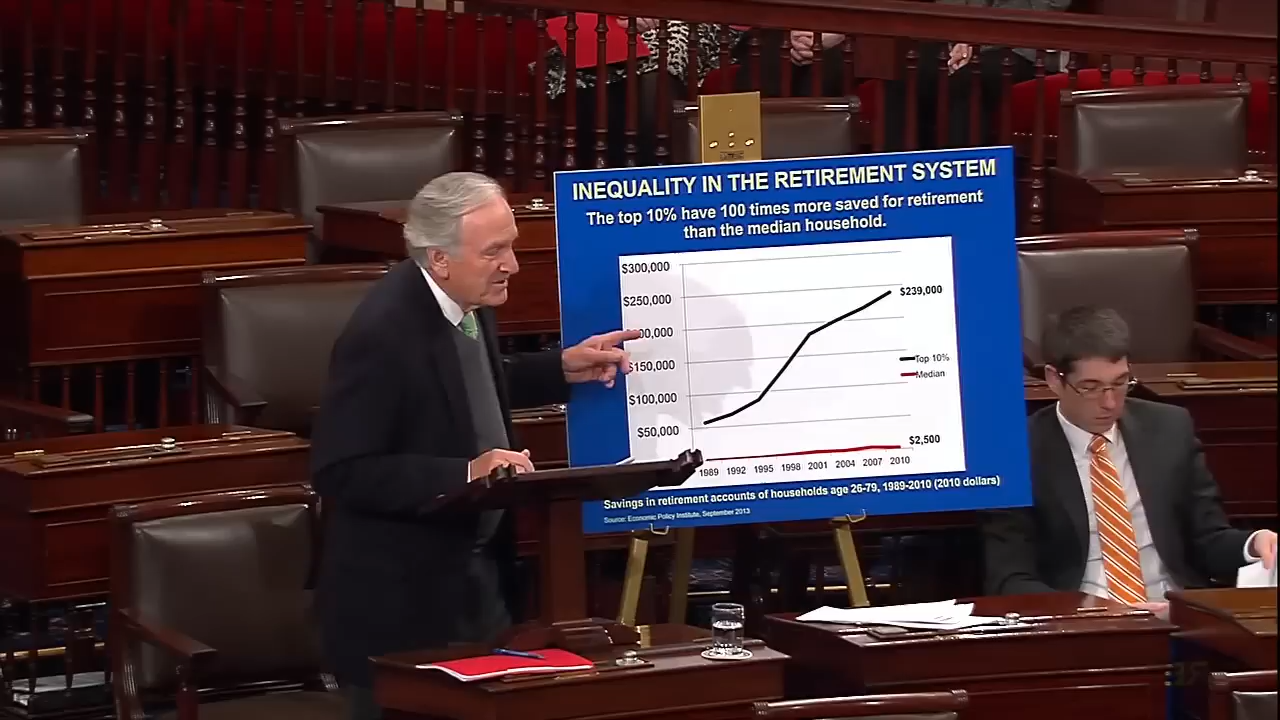 INEQUALITY IN THE RETIREMENT SYSTEM
The top 10% have 100 times more saved for retirement
than the median household.
$300,000
$250,000
00,000
$150,000
$100,000
$50,000
$239,000
Top 10%
Median
$2,500
1989 1992 1995 1998 2001 2004 2007 2010
Savings in retirement accounts of households age 26-79, 1989-2010 (2010 dollars)
Source: Economic Policy Institute, September 2013